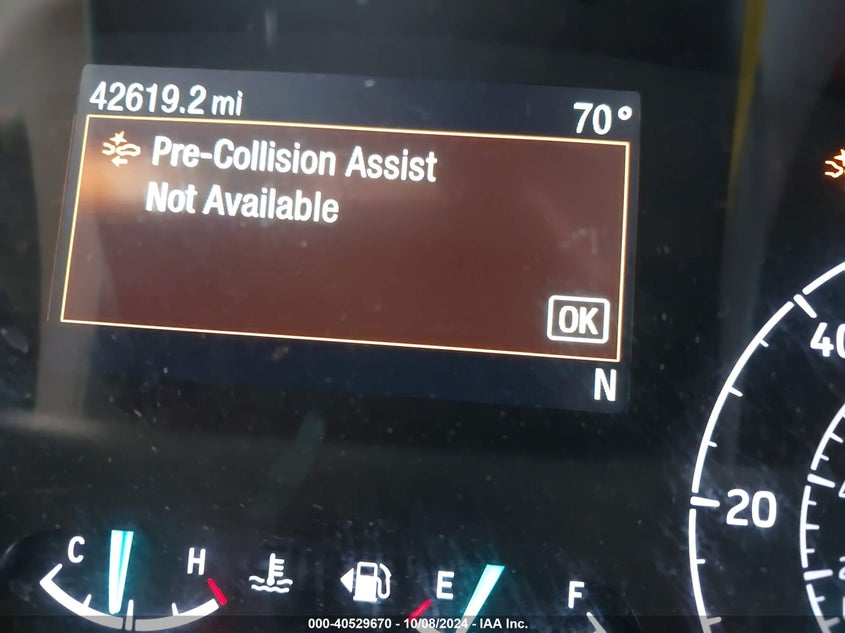 42619.2 mi 70°
Pre-Collision Assist
Not Available
OK
N
40
20
C H E F
000-40529670 - 10/08/2024 - IAA Inc.